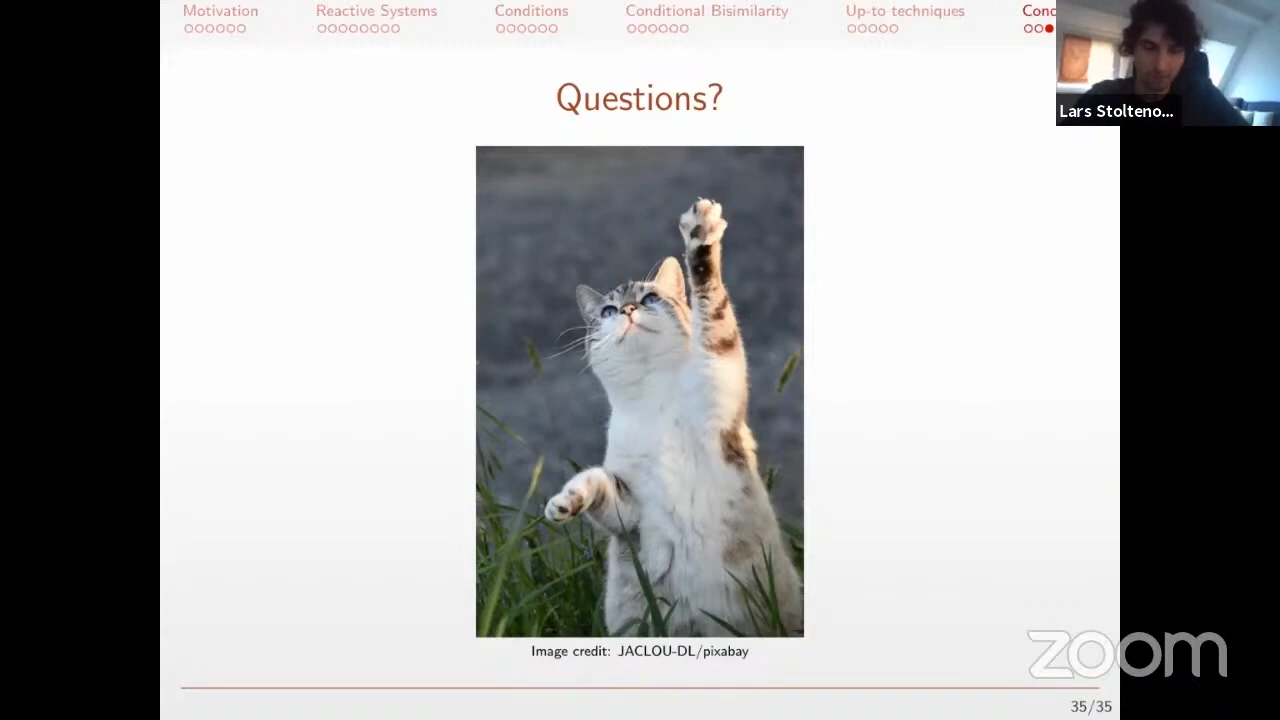 Motivation Reactive Systems Conditions Conditional Bisimilarity Up-to techniques Conc
Lars Stolteno...
Questions?
Image credit: JACLOU-DL/pixabay
zoom
35/35